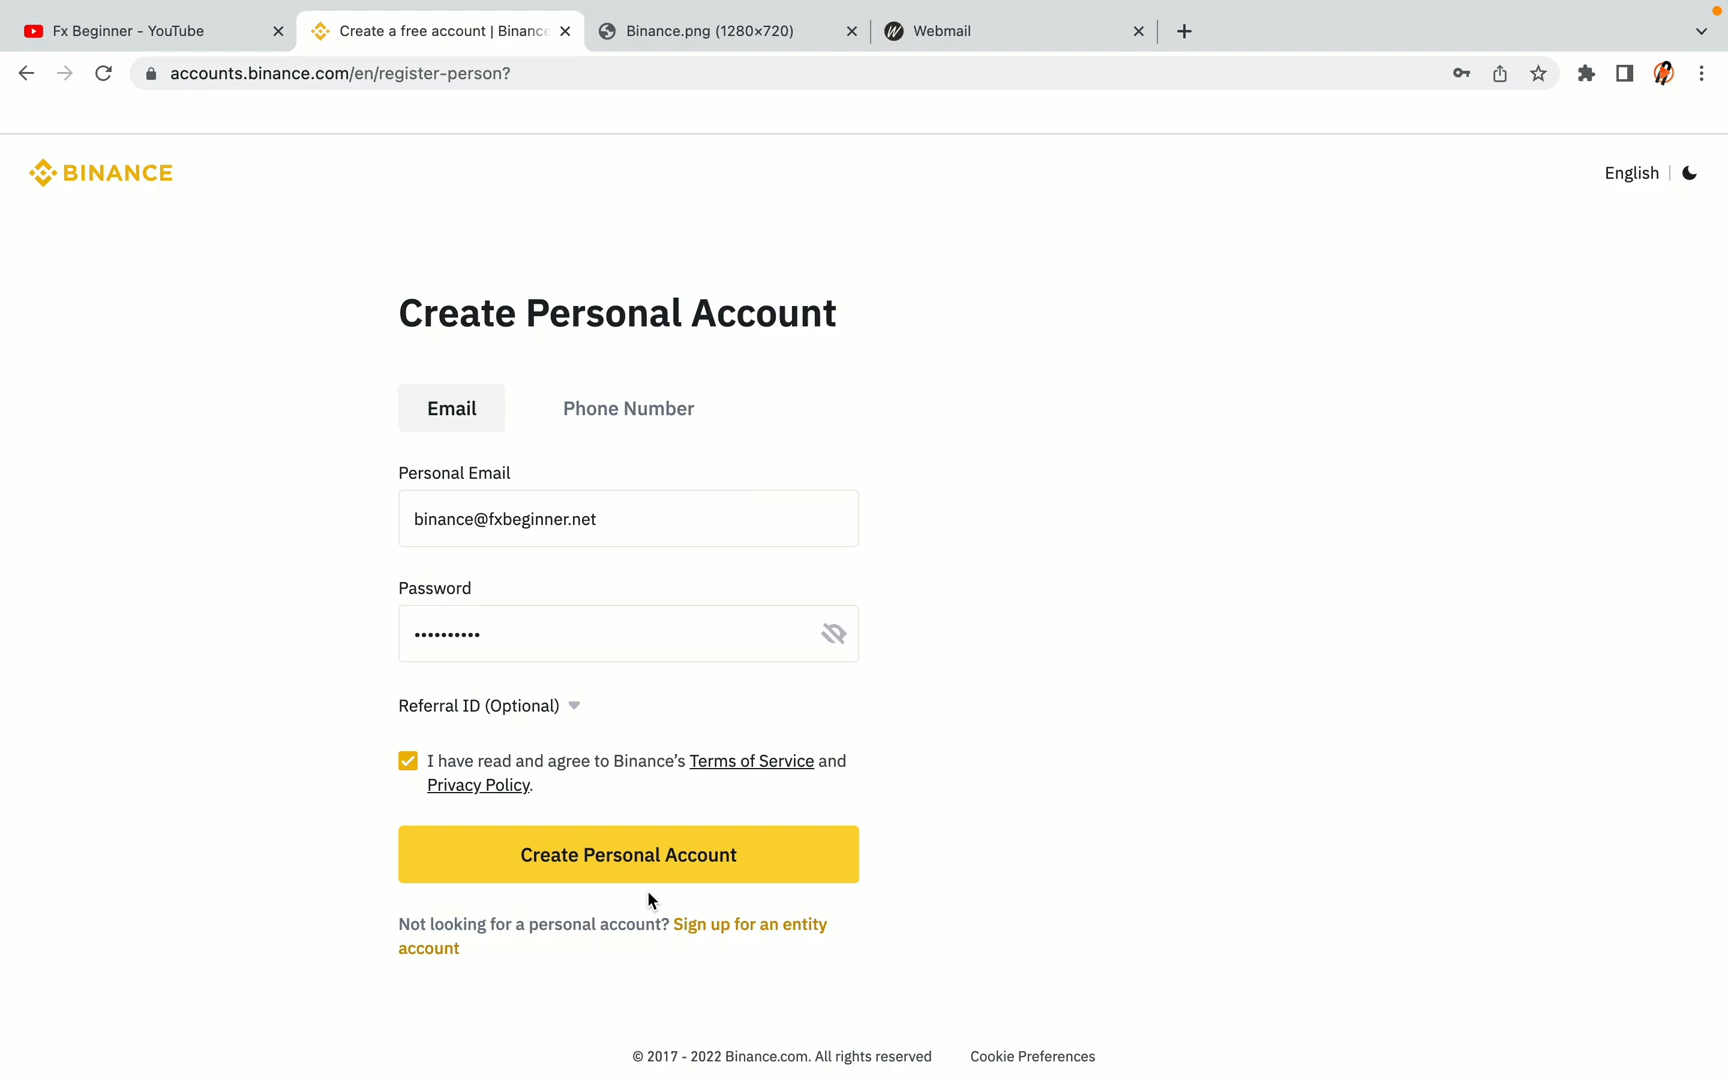 Fx Beginner - YouTube
Create a free account | Binance
Binance.png (1280×720)
Webmail
accounts.binance.com/en/register-person?
BINANCE
English
Create Personal Account
Email
Phone Number
Personal Email
binance@fxbeginner.net
Password
••••••••••
Referral ID (Optional)
I have read and agree to Binance’s Terms of Service and
Privacy Policy.
Create Personal Account
Not looking for a personal account? Sign up for an entity
account
© 2017 - 2022 Binance.com. All rights reserved
Cookie Preferences